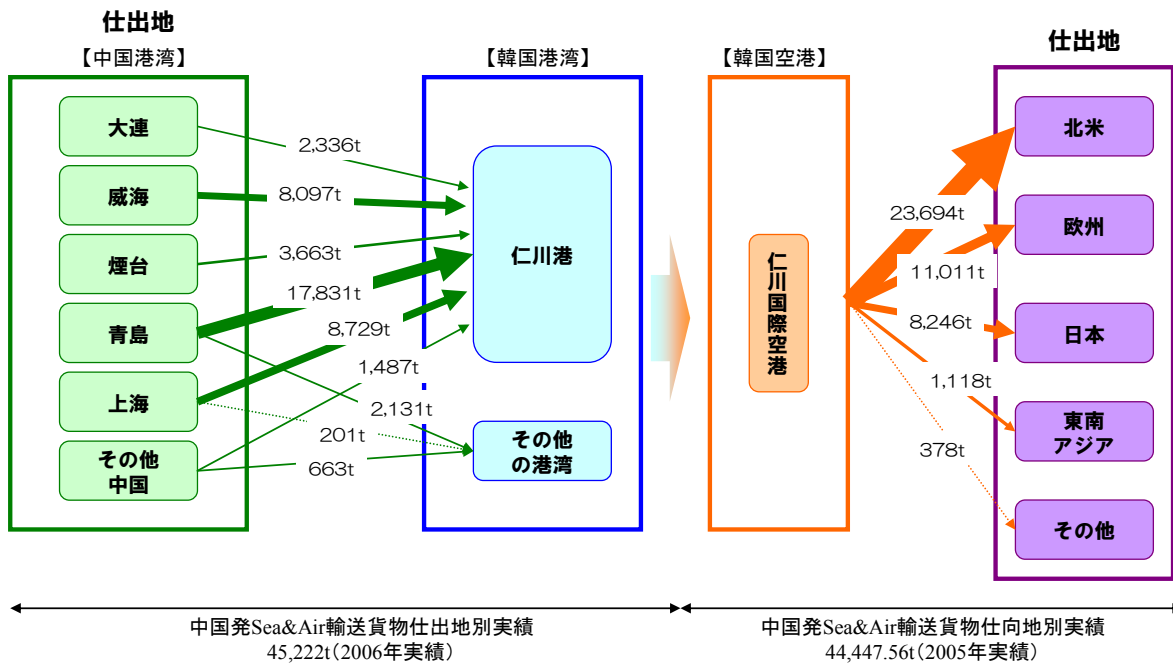 仕出地
【中国港湾】
大連
威海
煙台
青島
上海
その他
中国
2,336t
8,097t
3,663t
17,831t
8,729t
1,487t
2,131t
201t
663t
【韓国港湾】
仁川港
その他
の港湾
【韓国空港】
仁川国際空港
23,694t
11,011t
8,246t
1,118t
378t
仕出地
北米
欧州
日本
東南
アジア
その他
中国発Sea&Air輸送貨物仕出地別実績
45,222t(2006年実績)
中国発Sea&Air輸送貨物仕向地別実績
44,447.56t(2005年実績)